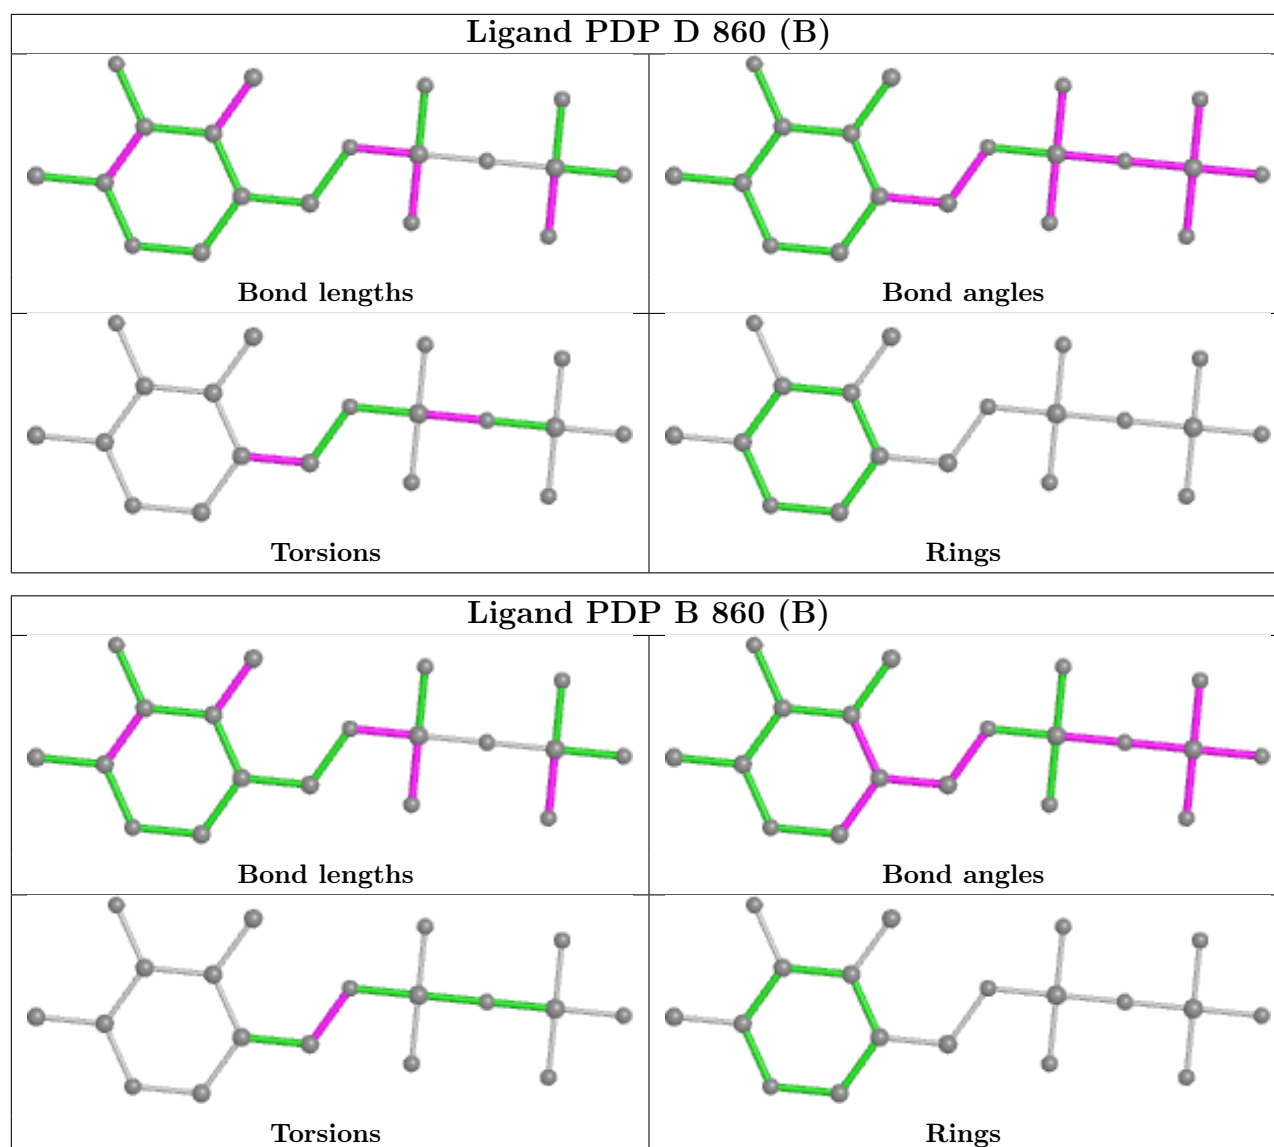 Ligand PDP D 860 (B)
Bond lengths
Bond angles
Torsions
Rings
Ligand PDP B 860 (B)
Bond lengths
Bond angles
Torsions
Rings